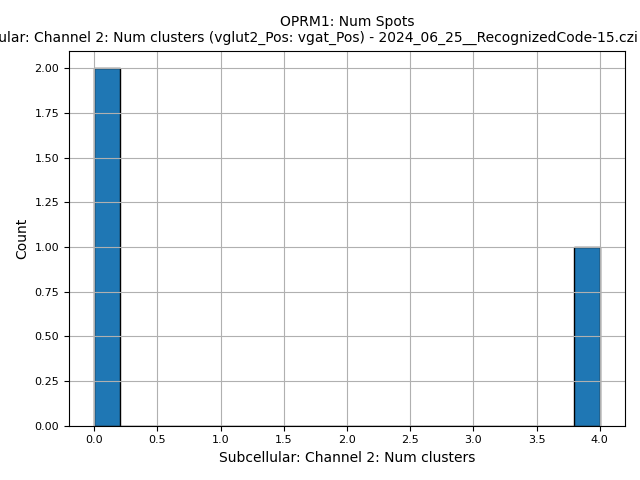 OPRM1: Num Spots
ular: Channel 2: Num clusters (vglut2_Pos: vgat_Pos) - 2024_06_25__RecognizedCode-15.czi
2.00
1.75
1.50
1.25
1.00
0.75
0.50
0.25
0.00
Count
0.0 0.5 1.0 1.5 2.0 2.5 3.0 3.5 4.0
Subcellular: Channel 2: Num clusters